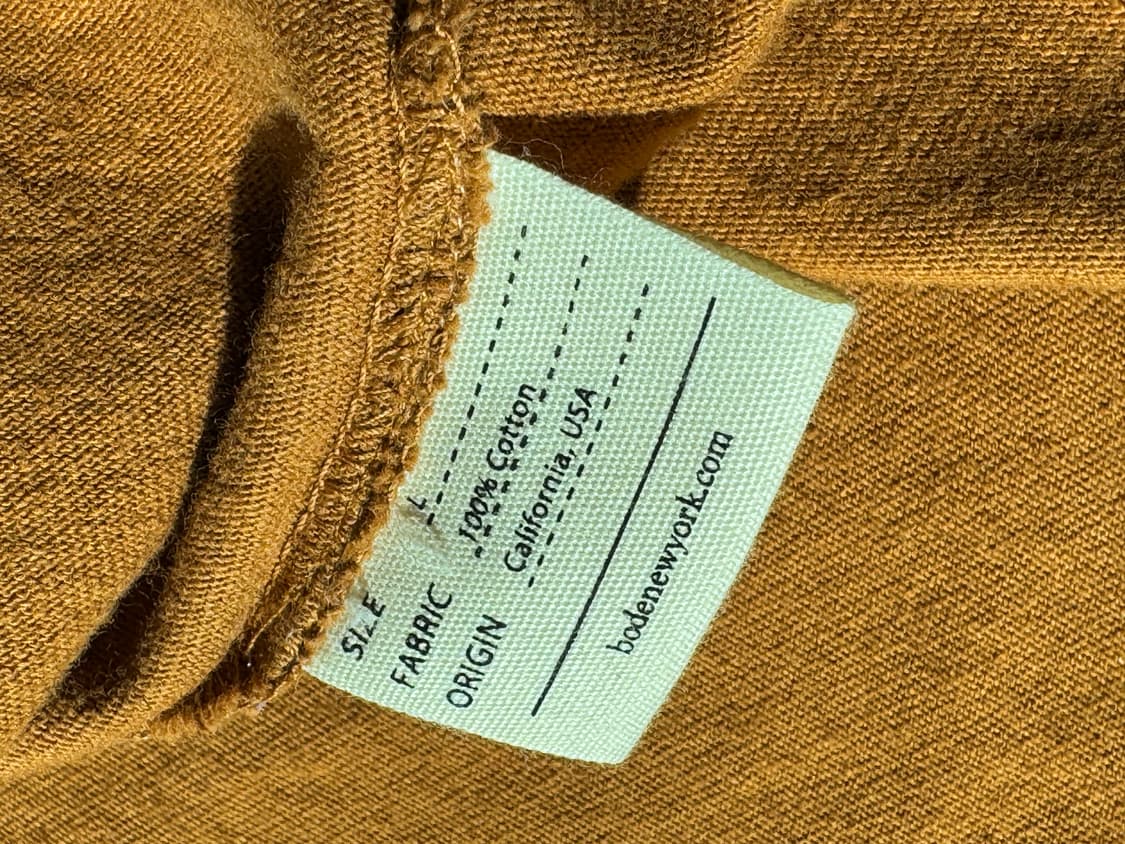 SIZE L
FABRIC 100% Cotton
ORIGIN California, USA
bodenewyork.com